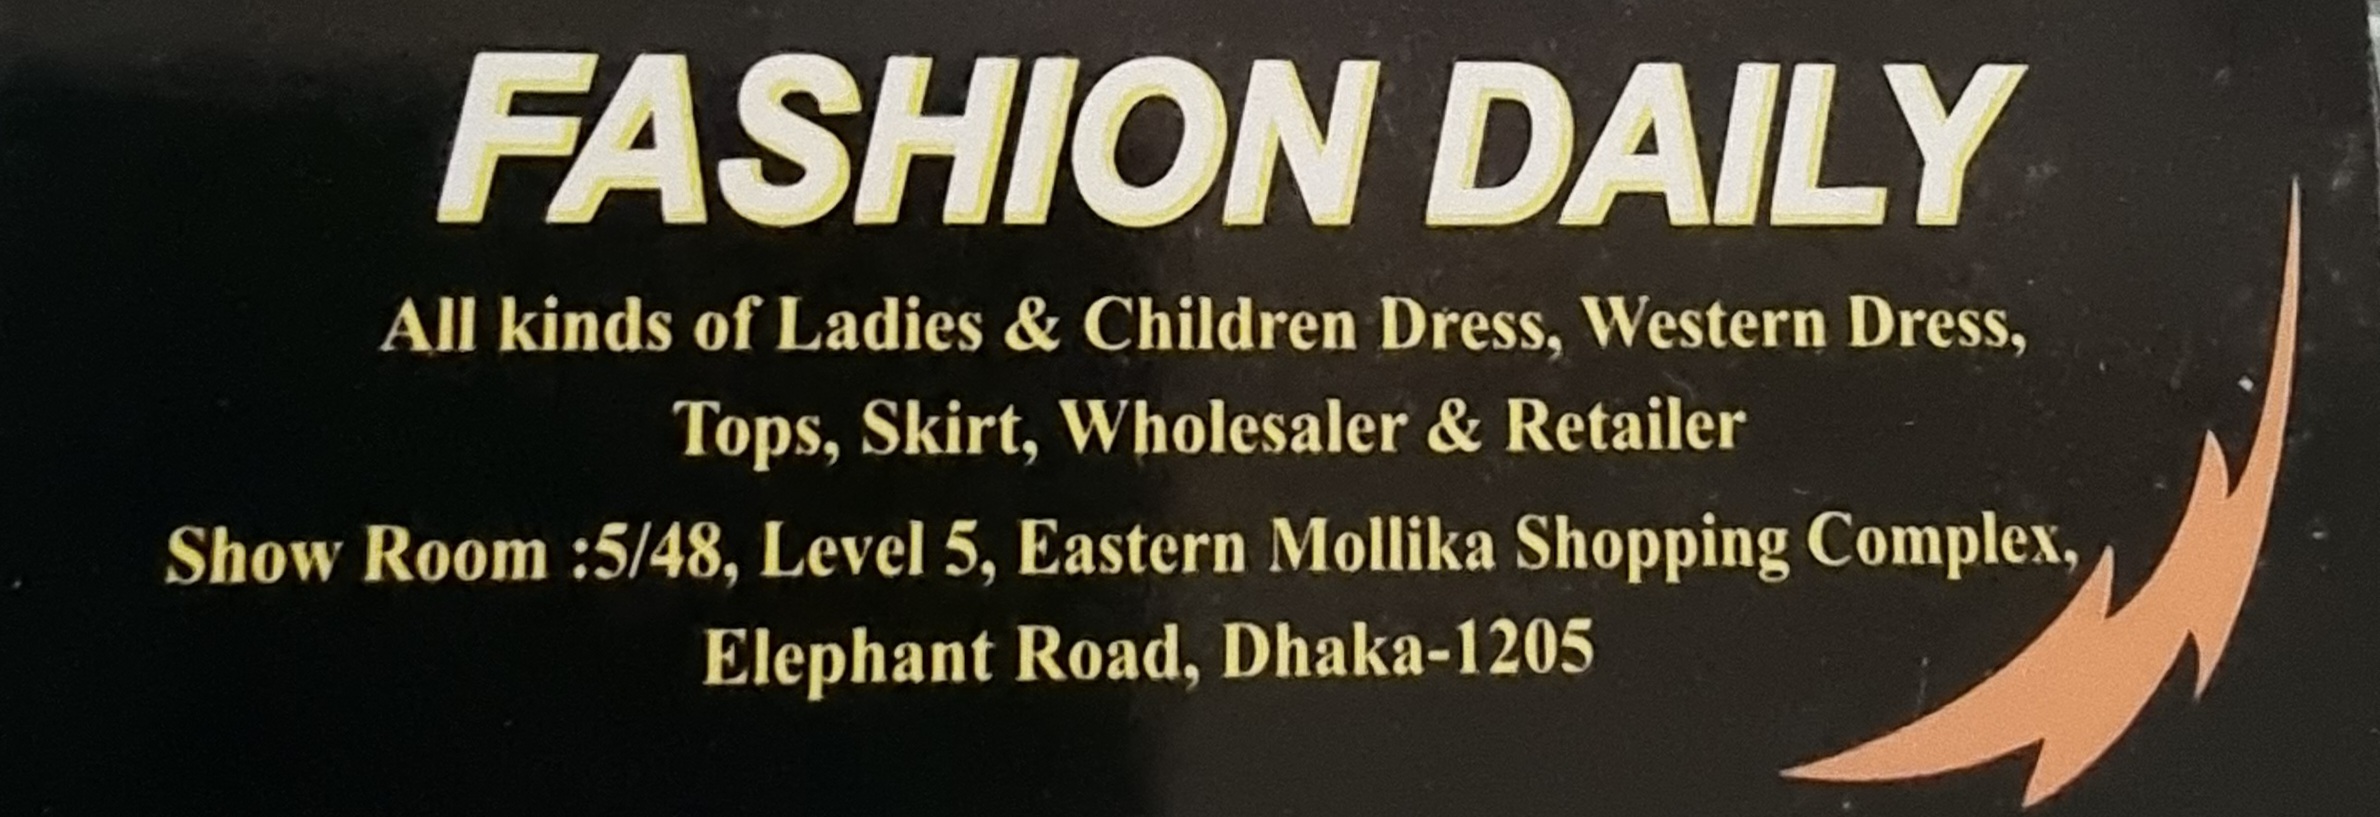 FASHION DAILY
All kinds of Ladies & Children Dress, Western Dress,
Tops, Skirt, Wholesaler & Retailer
Show Room :5/48, Level 5, Eastern Mollika Shopping Complex,
Elephant Road, Dhaka-1205